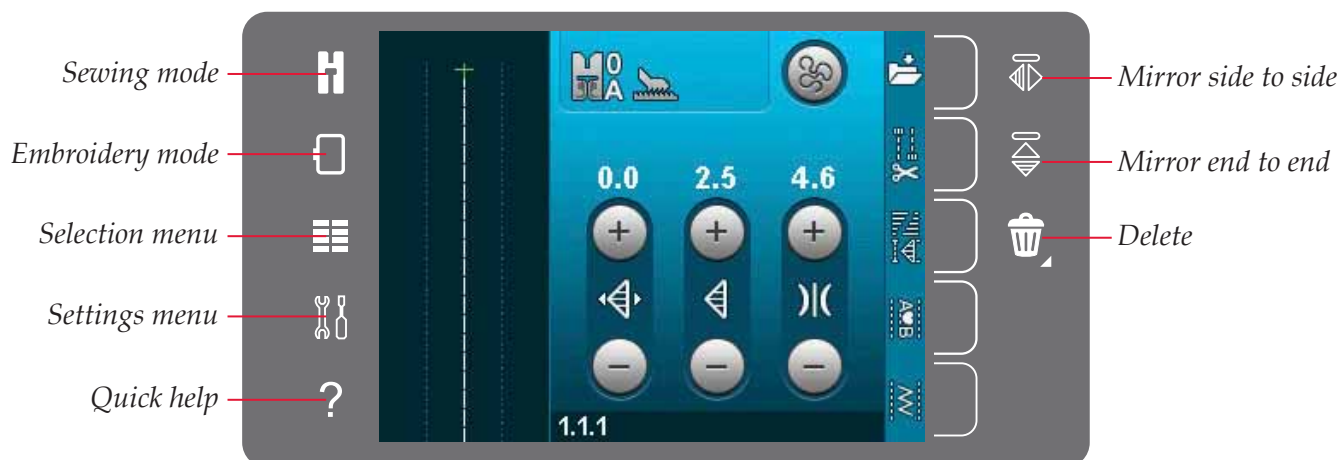 Sewing mode
Embroidery mode
Selection menu
Settings menu
Quick help
?
0
A
0.0 2.5 4.6
+ + +
− − −
1.1.1
A♥B
Mirror side to side
Mirror end to end
Delete